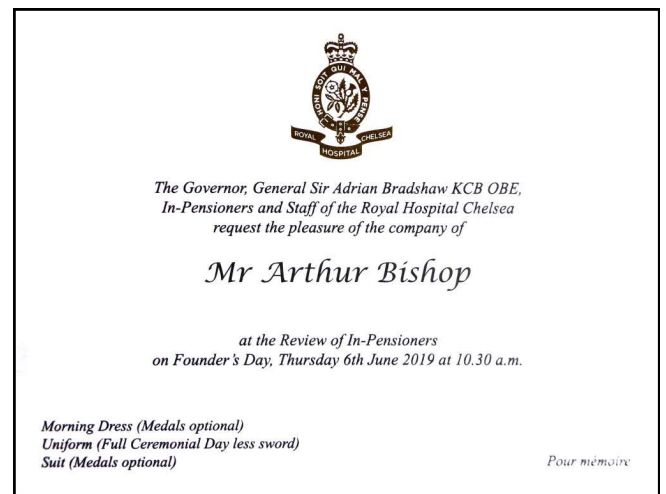 HONI SOIT QUI MAL Y PENSE
ROYAL HOSPITAL CHELSEA
The Governor, General Sir Adrian Bradshaw KCB OBE,
In-Pensioners and Staff of the Royal Hospital Chelsea
request the pleasure of the company of
Mr Arthur Bishop
at the Review of In-Pensioners
on Founder's Day, Thursday 6th June 2019 at 10.30 a.m.
Morning Dress (Medals optional)
Uniform (Full Ceremonial Day less sword)
Suit (Medals optional)
Pour mémoire